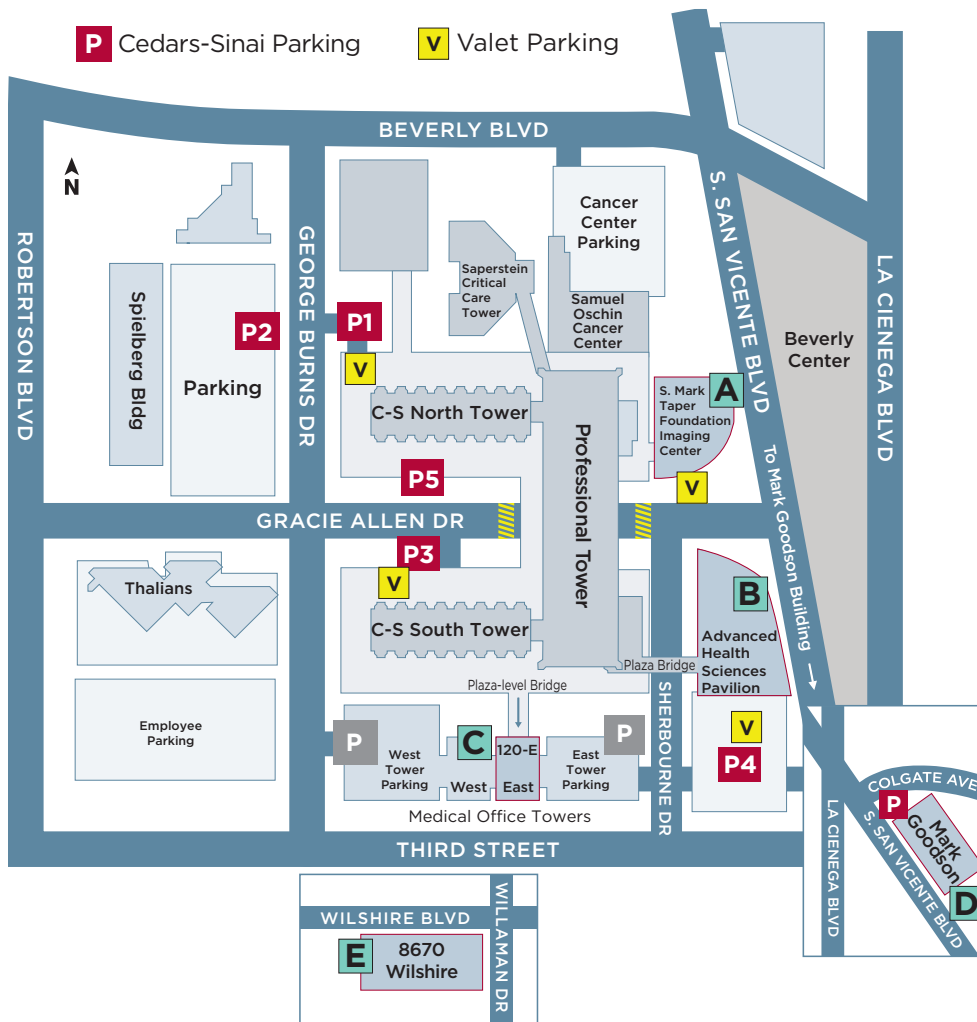 P Cedars-Sinai Parking
V Valet Parking
BEVERLY BLVD
N
ROBERTSON BLVD
GEORGE BURNS DR
S. SAN VICENTE BLVD
LA CIENEGA BLVD
Cancer
Center
Parking
Saperstein
Critical
Care
Tower
Samuel
Oschin
Cancer
Center
Spielberg Bldg
P2
Parking
P1
V
Beverly
Center
A
S. Mark
Taper
Foundation
Imaging
Center
C-S North Tower
Professional Tower
To Mark Goodson Building
P5
V
GRACIE ALLEN DR
P3
V
Thalians
B
C-S South Tower
Advanced
Health
Sciences
Pavilion
Plaza Bridge
Plaza-level Bridge
SHERBOURNE DR
Employee
Parking
P
West
Tower
Parking
C
West
120-E
East
P
East
Tower
Parking
V
P4
Medical Office Towers
THIRD STREET
COLGATE AVE
P
Mark
Goodson
D
LA CIENEGA BLVD
S. SAN VICENTE BLVD
WILSHIRE BLVD
WILLAMAN DR
E
8670
Wilshire